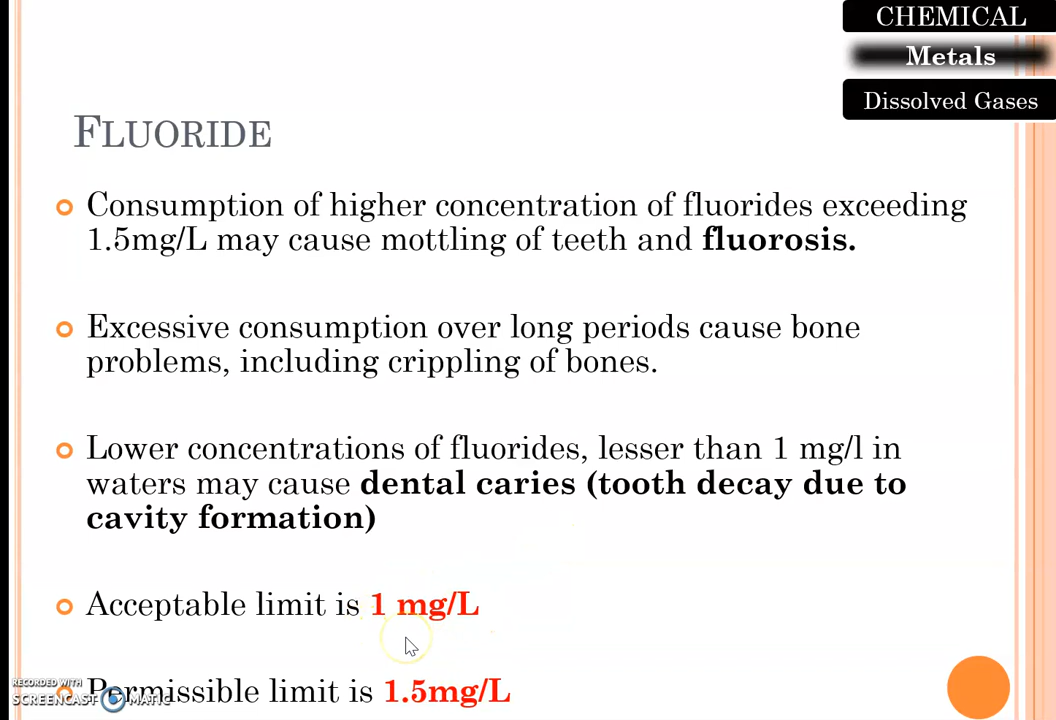 CHEMICAL
Metals
Dissolved Gases
FLUORIDE
Consumption of higher concentration of fluorides exceeding
1.5mg/L may cause mottling of teeth and fluorosis.
Excessive consumption over long periods cause bone
problems, including crippling of bones.
Lower concentrations of fluorides, lesser than 1 mg/l in
waters may cause dental caries (tooth decay due to
cavity formation)
Acceptable limit is 1 mg/L
Permissible limit is 1.5mg/L
RECORDED WITH
SCREENCAST MATIC